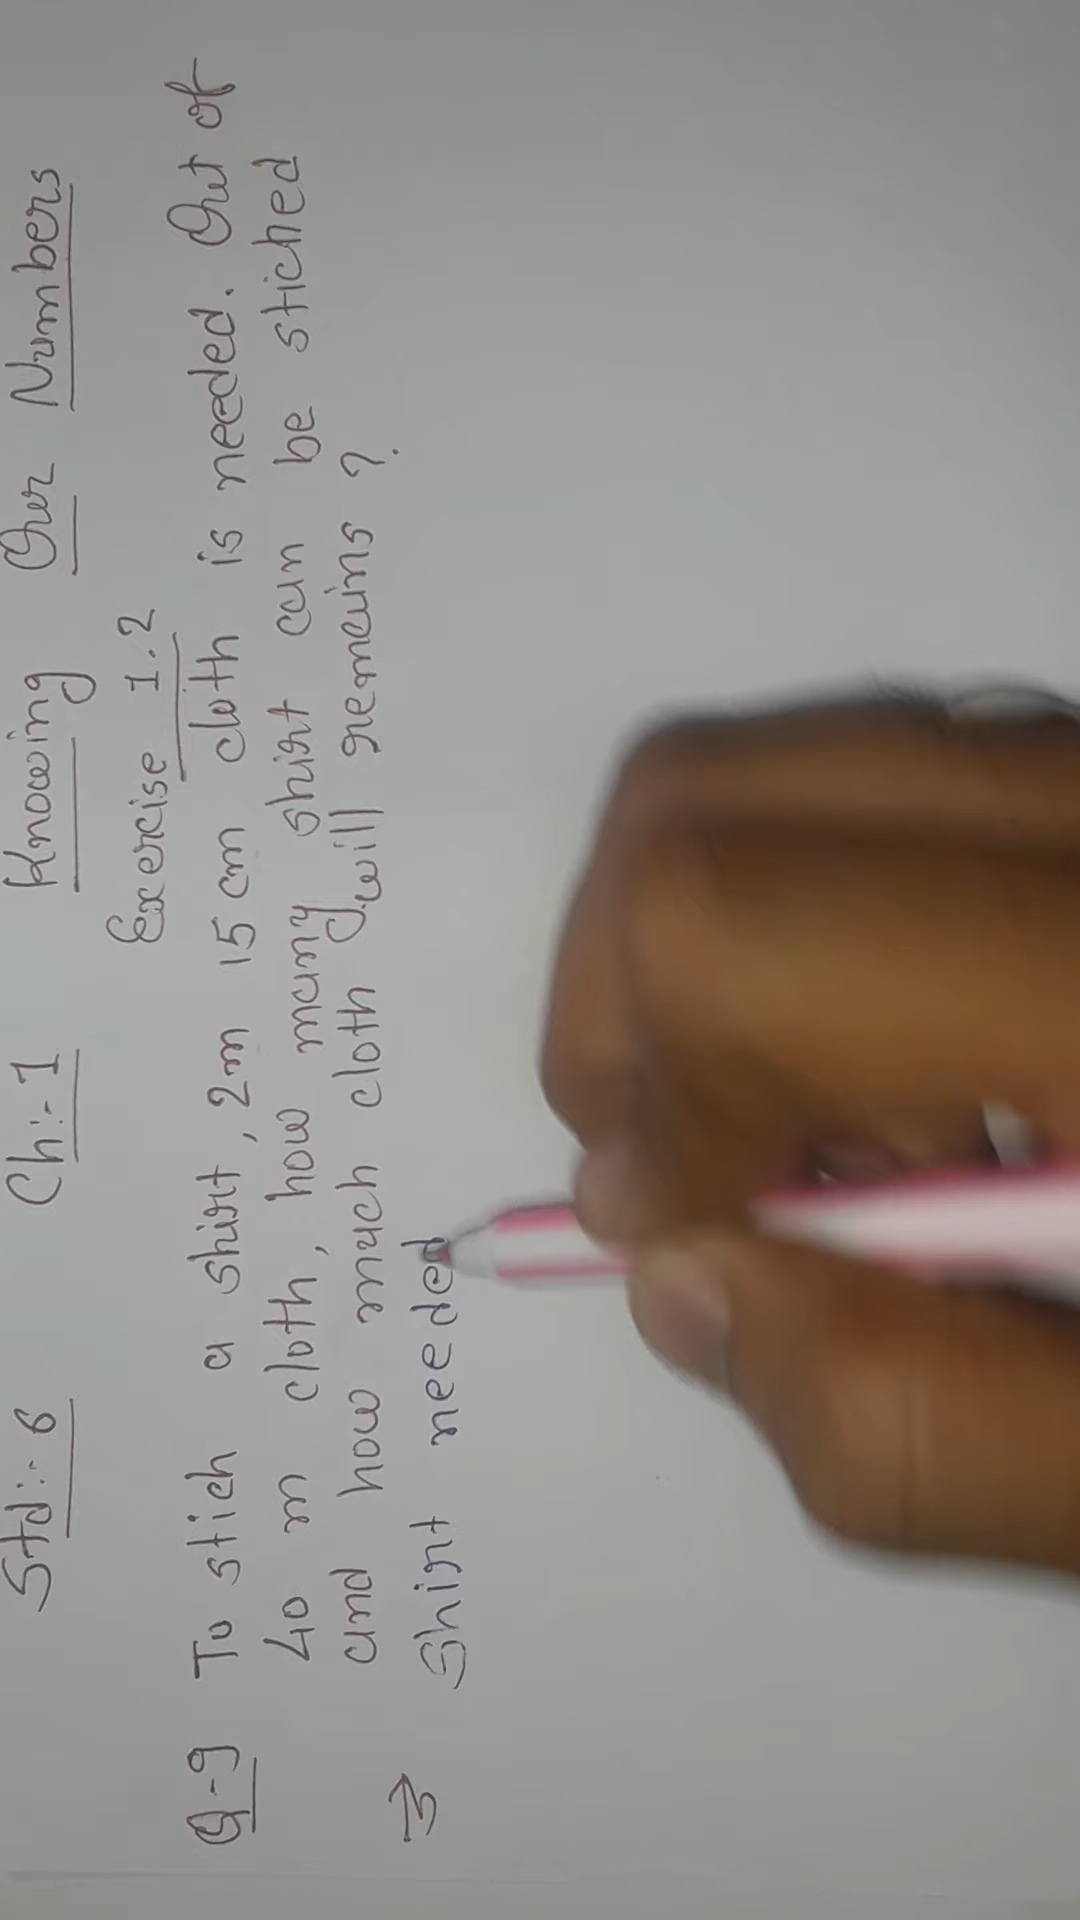 Std:- 6 Ch:- 1 Knowing Our Numbers
Exercise 1.2
Q-9 To stich a shirt, 2m 15 cm cloth is needed. Out of
40 m cloth, how many shirt can be stiched
and how much cloth will remains ?
⇒ Shirt needed